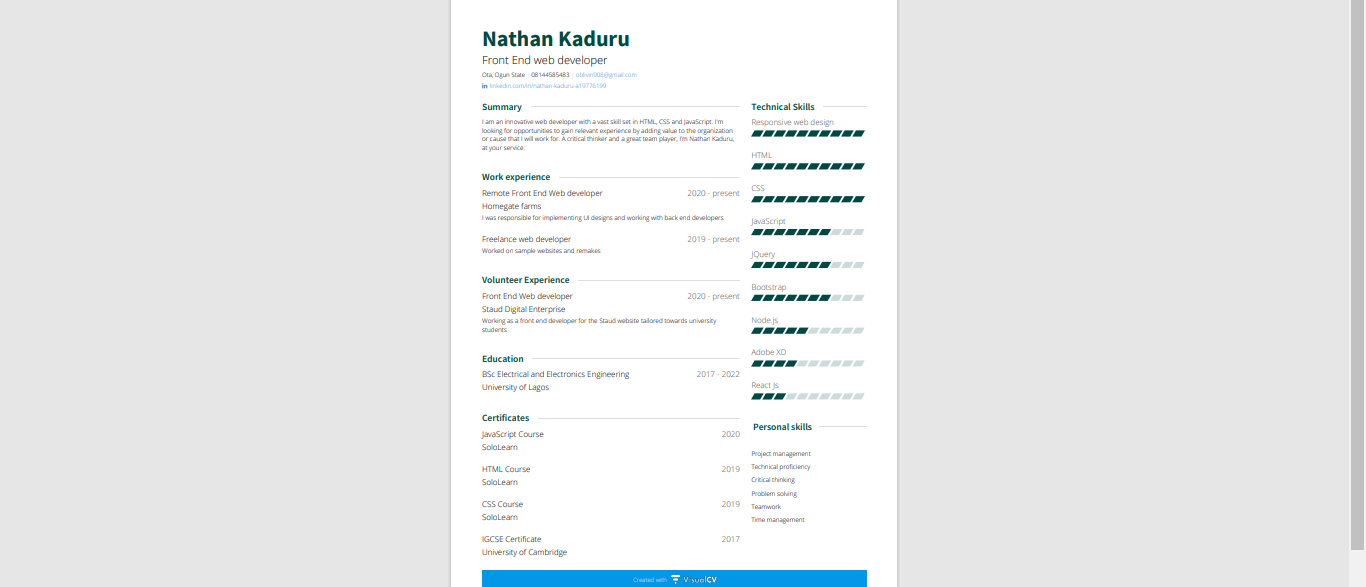 Nathan Kaduru
Front End web developer
Ota, Ogun State | 08144585483 | oblivin008@gmail.com
in linkedin.com/in/nathan-kaduru-a19776199
Summary
I am an innovative web developer with a vast skill set in HTML, CSS and JavaScript. I'm
looking for opportunities to gain relevant experience by adding value to the organization
or cause that I will work for. A critical thinker and a great team player, I'm Nathan Kaduru,
at your service.
Work experience
Remote Front End Web developer 2020 - present
Homegate farms
I was responsible for implementing UI designs and working with back end developers
Freelance web developer 2019 - present
Worked on sample websites and remakes
Volunteer Experience
Front End Web developer 2020 - present
Staud Digital Enterprise
Working as a front end developer for the Staud website tailored towards university
students
Education
BSc Electrical and Electronics Engineering 2017 - 2022
University of Lagos
Certificates
JavaScript Course 2020
SoloLearn
HTML Course 2019
SoloLearn
CSS Course 2019
SoloLearn
IGCSE Certificate 2017
University of Cambridge
Technical Skills
Responsive web design
HTML
CSS
JavaScript
JQuery
Bootstrap
Node.js
Adobe XD
React Js
Personal skills
Project management
Technical proficiency
Critical thinking
Problem solving
Teamwork
Time management
Created with VisualCV